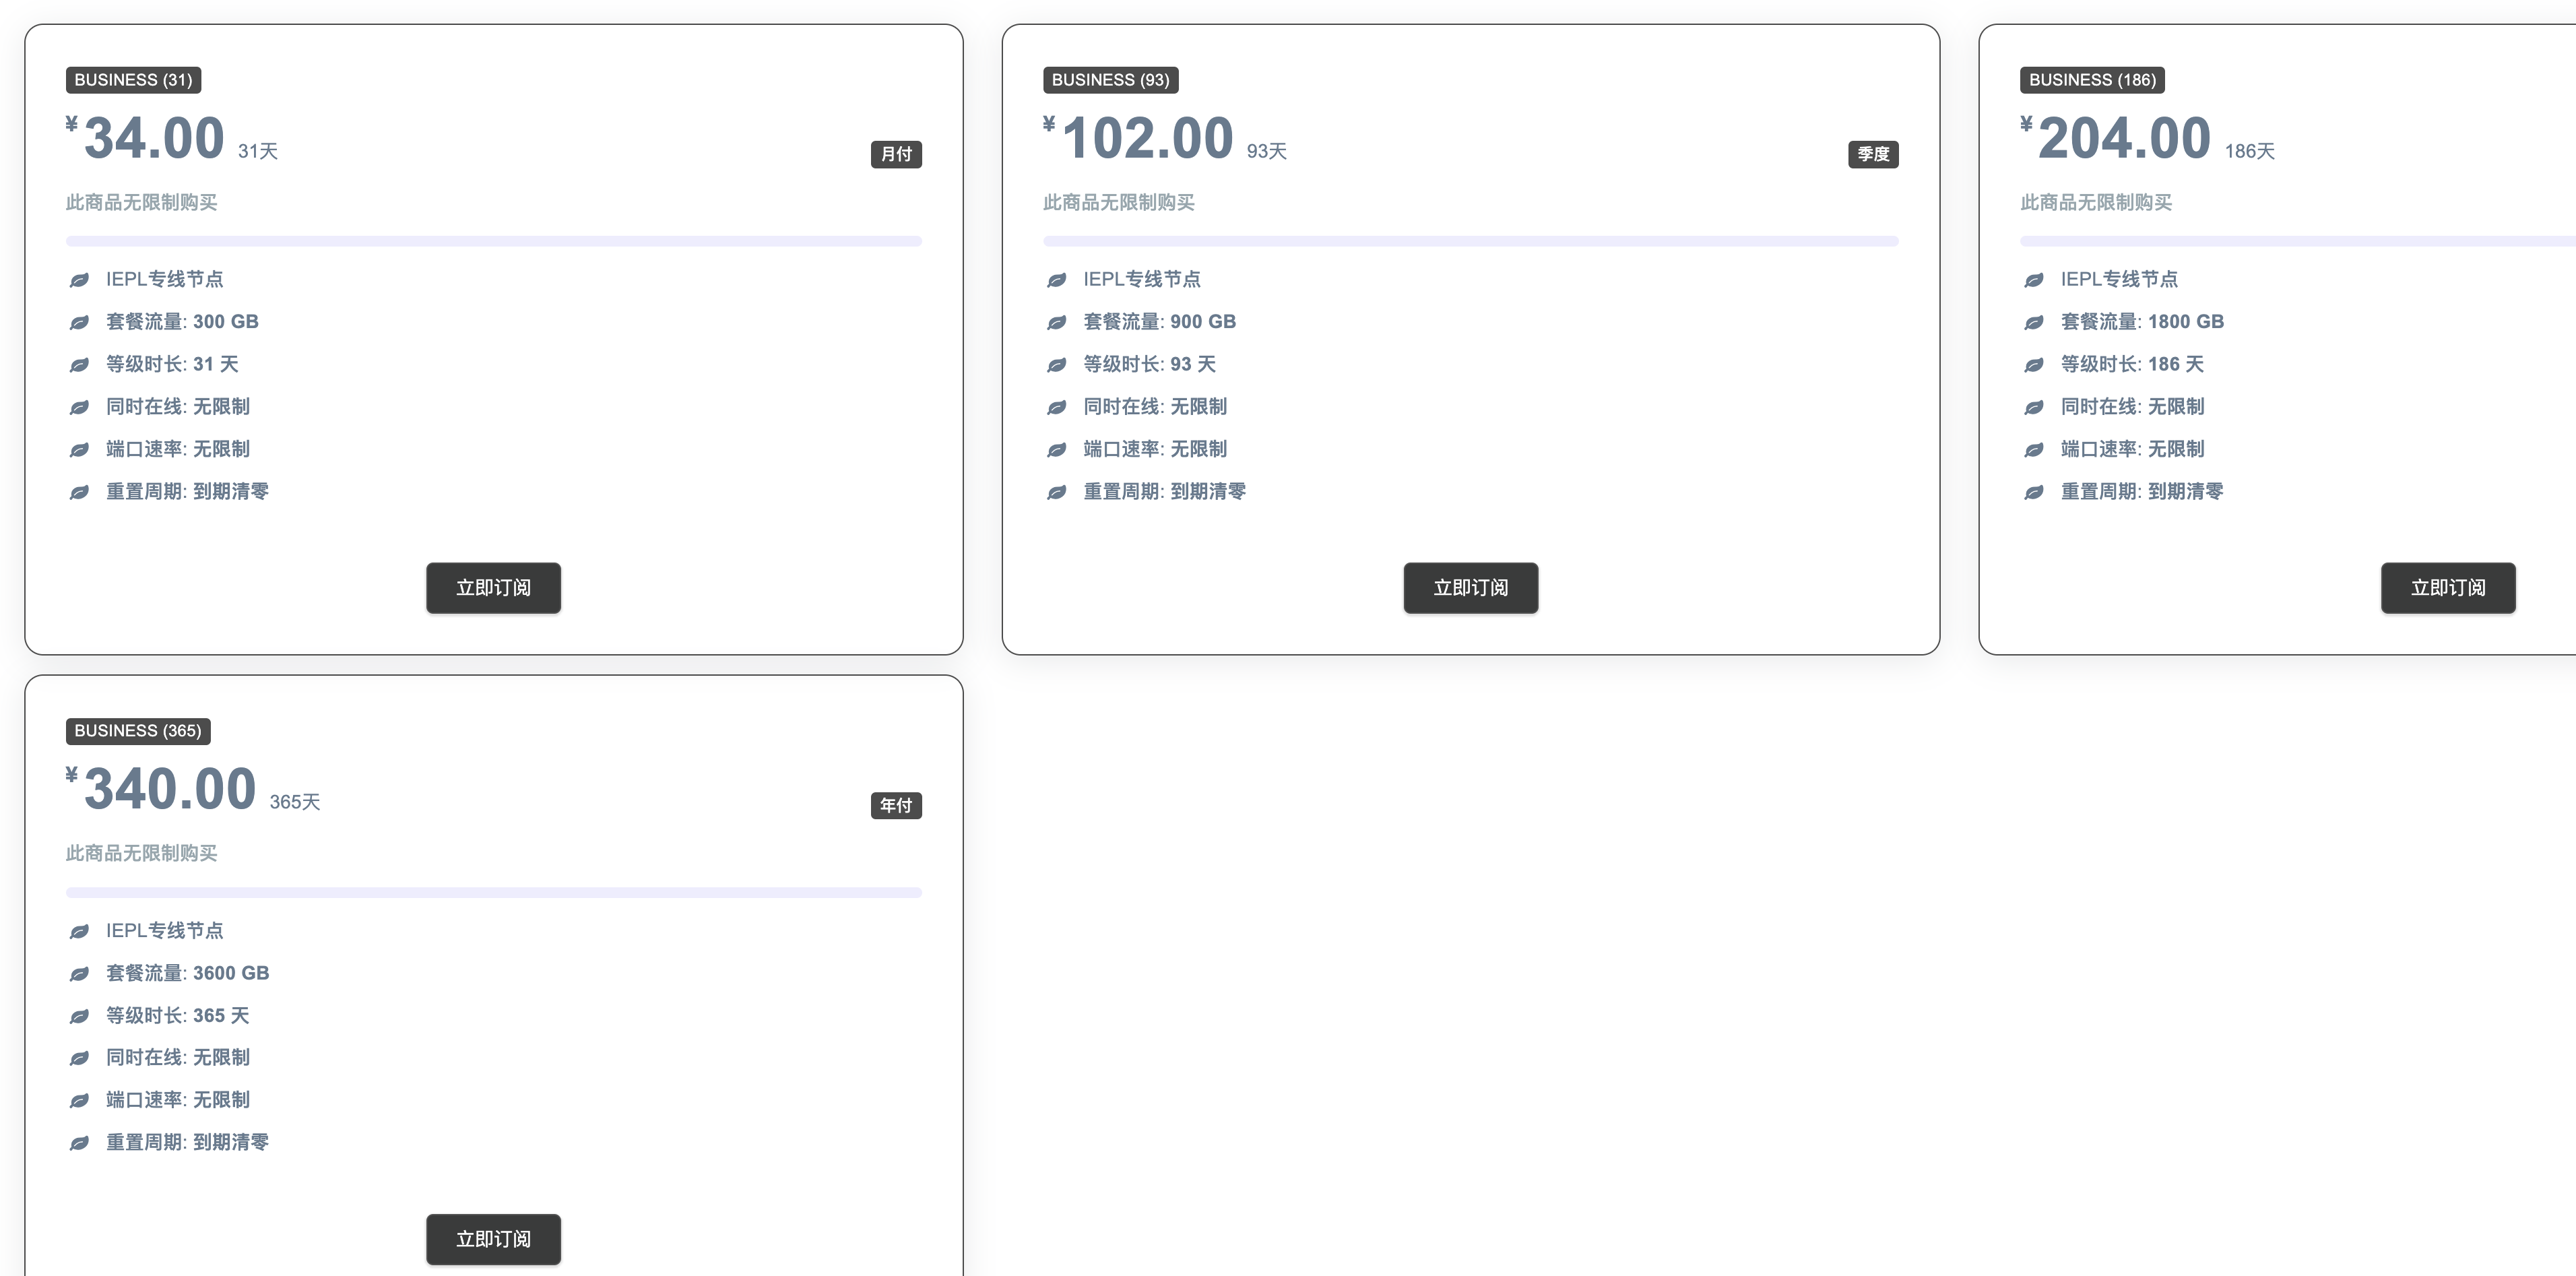 BUSINESS (31)
¥34.00 31天
月付
此商品无限制购买
IEPL专线节点
套餐流量: 300 GB
等级时长: 31 天
同时在线: 无限制
端口速率: 无限制
重置周期: 到期清零
立即订阅
BUSINESS (93)
¥102.00 93天
季度
此商品无限制购买
IEPL专线节点
套餐流量: 900 GB
等级时长: 93 天
同时在线: 无限制
端口速率: 无限制
重置周期: 到期清零
立即订阅
BUSINESS (186)
¥204.00 186天
此商品无限制购买
IEPL专线节点
套餐流量: 1800 GB
等级时长: 186 天
同时在线: 无限制
端口速率: 无限制
重置周期: 到期清零
立即订阅
BUSINESS (365)
¥340.00 365天
年付
此商品无限制购买
IEPL专线节点
套餐流量: 3600 GB
等级时长: 365 天
同时在线: 无限制
端口速率: 无限制
重置周期: 到期清零
立即订阅